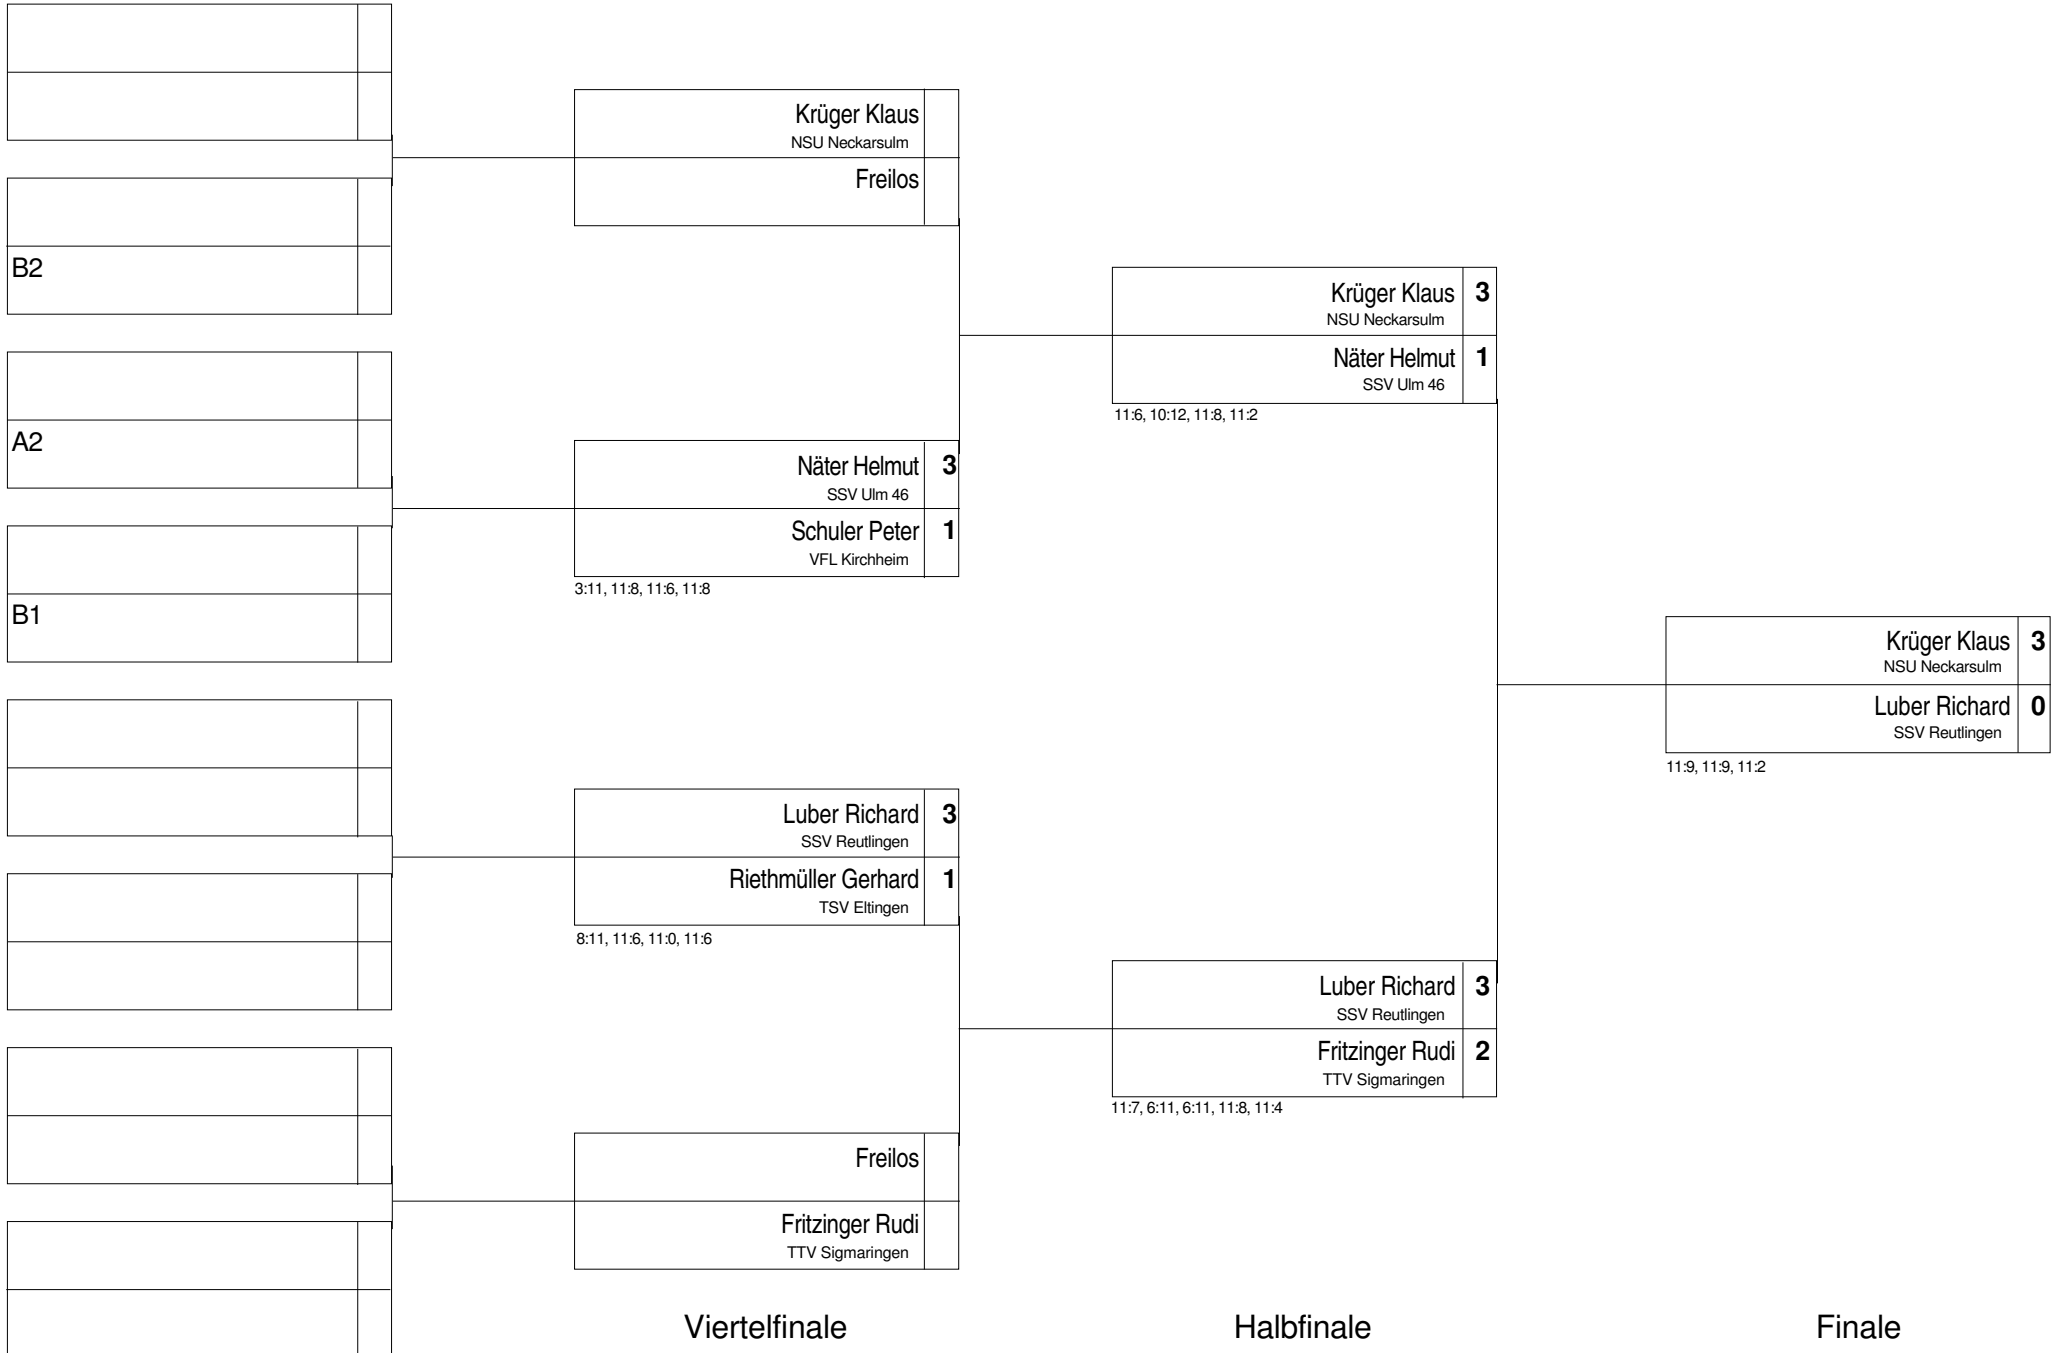 B2
A2
B1
Krüger Klaus
NSU Neckarsulm
Freilos
Näter Helmut 3
SSV Ulm 46
Schuler Peter 1
VFL Kirchheim
3:11, 11:8, 11:6, 11:8
Luber Richard 3
SSV Reutlingen
Riethmüller Gerhard 1
TSV Eltingen
8:11, 11:6, 11:0, 11:6
Freilos
Fritzinger Rudi
TTV Sigmaringen
Viertelfinale
Krüger Klaus 3
NSU Neckarsulm
Näter Helmut 1
SSV Ulm 46
11:6, 10:12, 11:8, 11:2
Luber Richard 3
SSV Reutlingen
Fritzinger Rudi 2
TTV Sigmaringen
11:7, 6:11, 6:11, 11:8, 11:4
Halbfinale
Krüger Klaus 3
NSU Neckarsulm
Luber Richard 0
SSV Reutlingen
11:9, 11:9, 11:2
Finale